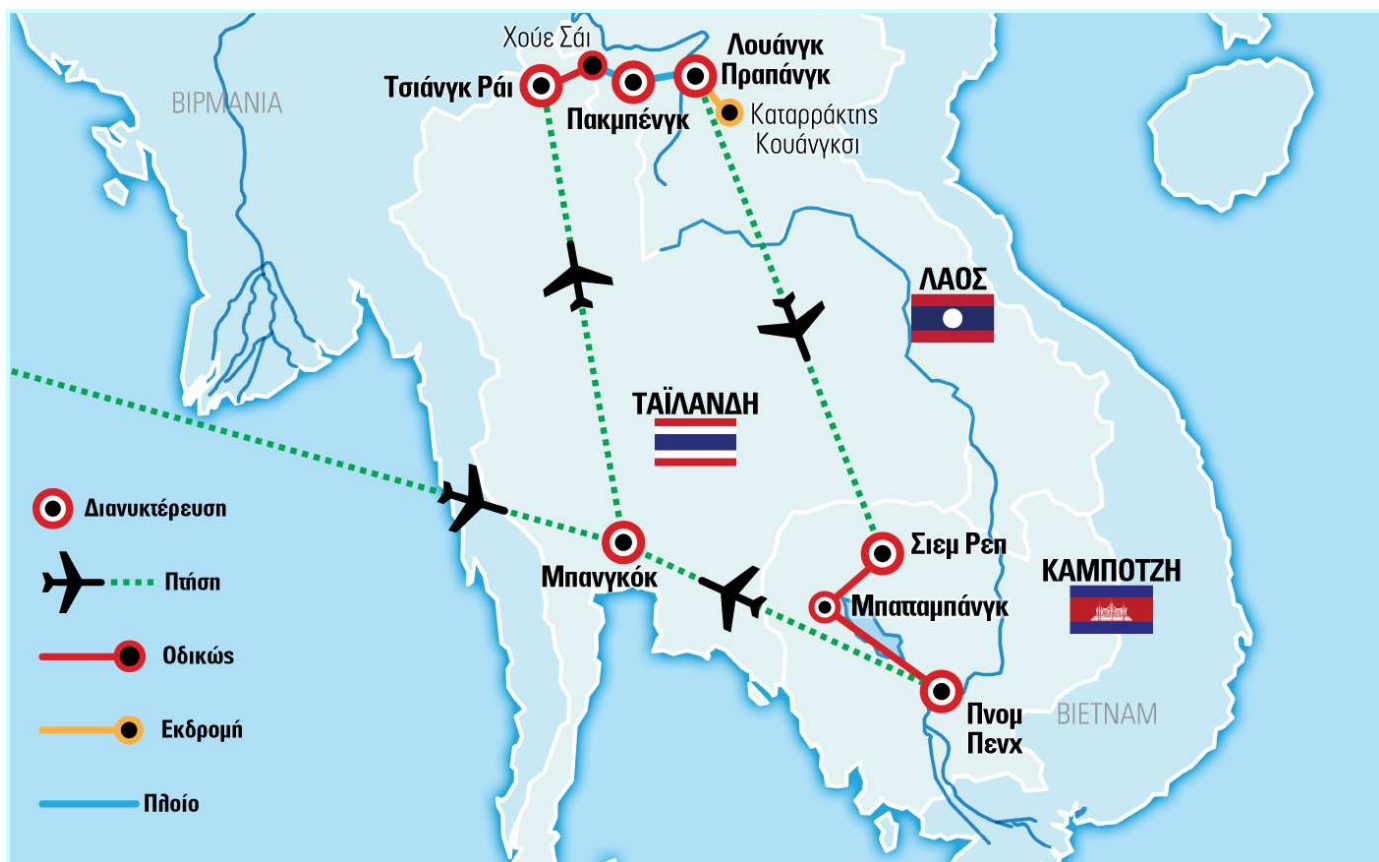 Χούε Σάι
Λουάνγκ
Πραπάνγκ
Τσιάνγκ Ράι
ΒΙΡΜΑΝΙΑ
Πακμπένγκ
Καταρράκτης
Κουάνγκσι
ΛΑΟΣ
ΤΑΪΛΑΝΔΗ
Διανυκτέρευση
Σιεμ Ρεπ
Μπανγκόκ
ΚΑΜΠΟΤΖΗ
Πτήση
Μπατταμπάνγκ
Οδικώς
Πνομ
Πενχ
ΒΙΕΤΝΑΜ
Εκδρομή
Πλοίο